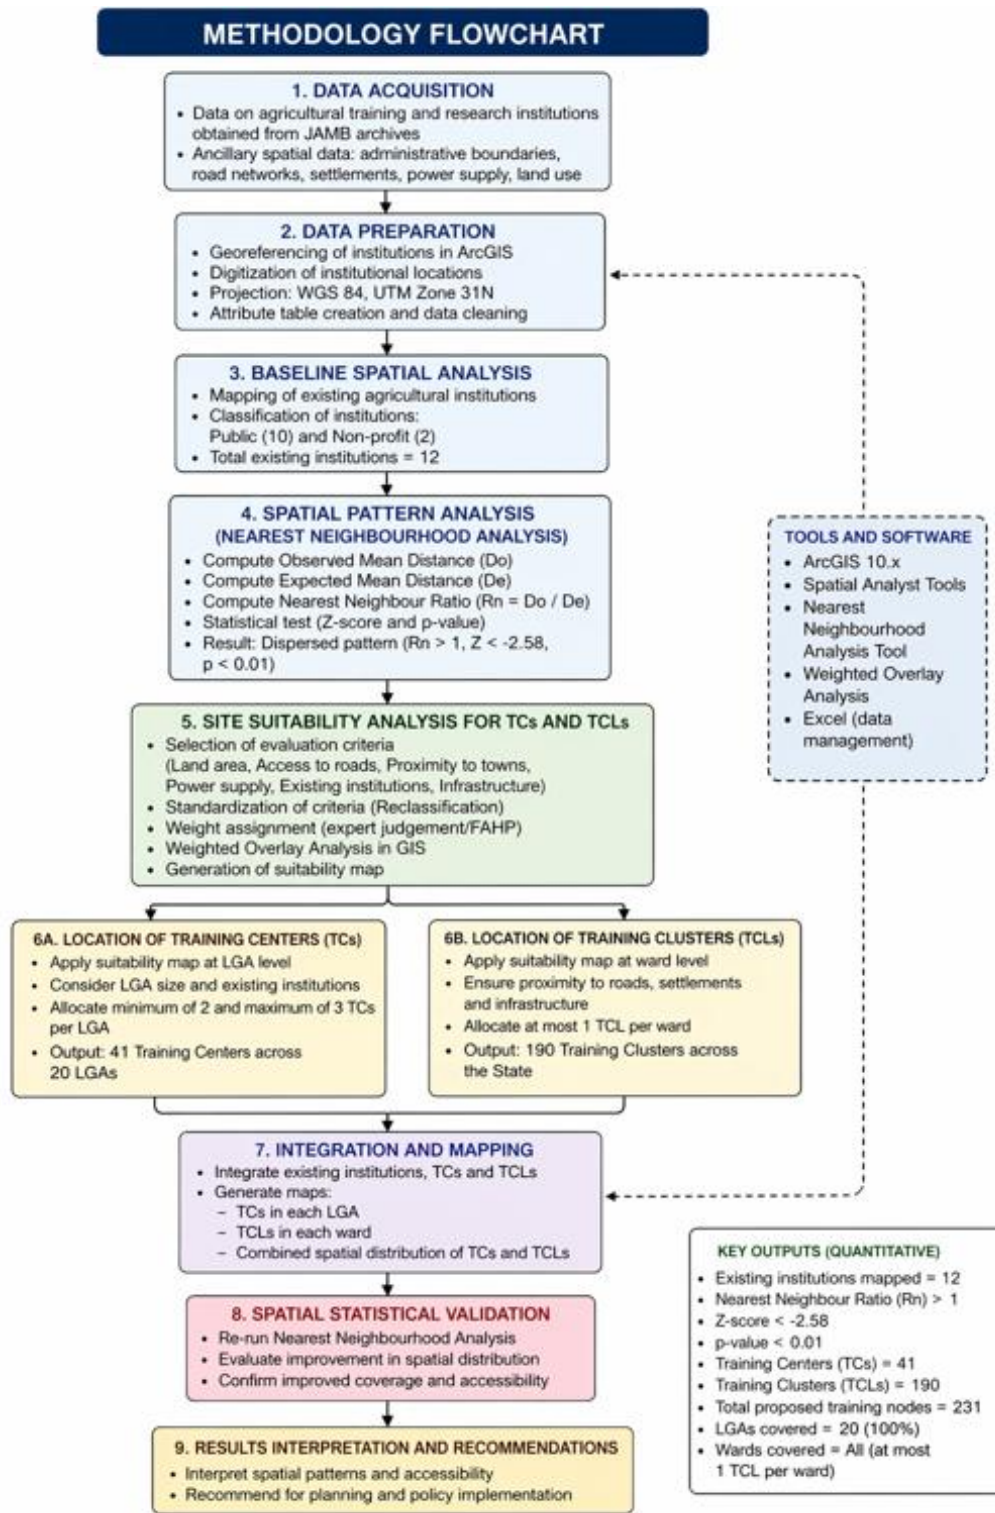 METHODOLOGY FLOWCHART
1. DATA ACQUISITION
• Data on agricultural training and research institutions
obtained from JAMB archives
• Ancillary spatial data: administrative boundaries,
road networks, settlements, power supply, land use
2. DATA PREPARATION
• Georeferencing of institutions in ArcGIS
• Digitization of institutional locations
• Projection: WGS 84, UTM Zone 31N
• Attribute table creation and data cleaning
3. BASELINE SPATIAL ANALYSIS
• Mapping of existing agricultural institutions
• Classification of institutions:
Public (10) and Non-profit (2)
• Total existing institutions = 12
4. SPATIAL PATTERN ANALYSIS
(NEAREST NEIGHBOURHOOD ANALYSIS)
• Compute Observed Mean Distance (Do)
• Compute Expected Mean Distance (De)
• Compute Nearest Neighbour Ratio (Rn = Do / De)
• Statistical test (Z-score and p-value)
• Result: Dispersed pattern (Rn > 1, Z < -2.58,
p < 0.01)
TOOLS AND SOFTWARE
• ArcGIS 10.x
• Spatial Analyst Tools
• Nearest
Neighbourhood
Analysis Tool
• Weighted Overlay
Analysis
• Excel (data
management)
5. SITE SUITABILITY ANALYSIS FOR TCs AND TCLs
• Selection of evaluation criteria
(Land area, Access to roads, Proximity to towns,
Power supply, Existing institutions, Infrastructure)
• Standardization of criteria (Reclassification)
• Weight assignment (expert judgement/FAHP)
• Weighted Overlay Analysis in GIS
• Generation of suitability map
6A. LOCATION OF TRAINING CENTERS (TCs)
• Apply suitability map at LGA level
• Consider LGA size and existing institutions
• Allocate minimum of 2 and maximum of 3 TCs
per LGA
• Output: 41 Training Centers across
20 LGAs
6B. LOCATION OF TRAINING CLUSTERS (TCLs)
• Apply suitability map at ward level
• Ensure proximity to roads, settlements
and infrastructure
• Allocate at most 1 TCL per ward
• Output: 190 Training Clusters across
the State
7. INTEGRATION AND MAPPING
• Integrate existing institutions, TCs and TCLs
• Generate maps:
– TCs in each LGA
– TCLs in each ward
– Combined spatial distribution of TCs and TCLs
8. SPATIAL STATISTICAL VALIDATION
• Re-run Nearest Neighbourhood Analysis
• Evaluate improvement in spatial distribution
• Confirm improved coverage and accessibility
9. RESULTS INTERPRETATION AND RECOMMENDATIONS
• Interpret spatial patterns and accessibility
• Recommend for planning and policy implementation
KEY OUTPUTS (QUANTITATIVE)
• Existing institutions mapped = 12
• Nearest Neighbour Ratio (Rn) > 1
• Z-score < -2.58
• p-value < 0.01
• Training Centers (TCs) = 41
• Training Clusters (TCLs) = 190
• Total proposed training nodes = 231
• LGAs covered = 20 (100%)
• Wards covered = All (at most
1 TCL per ward)